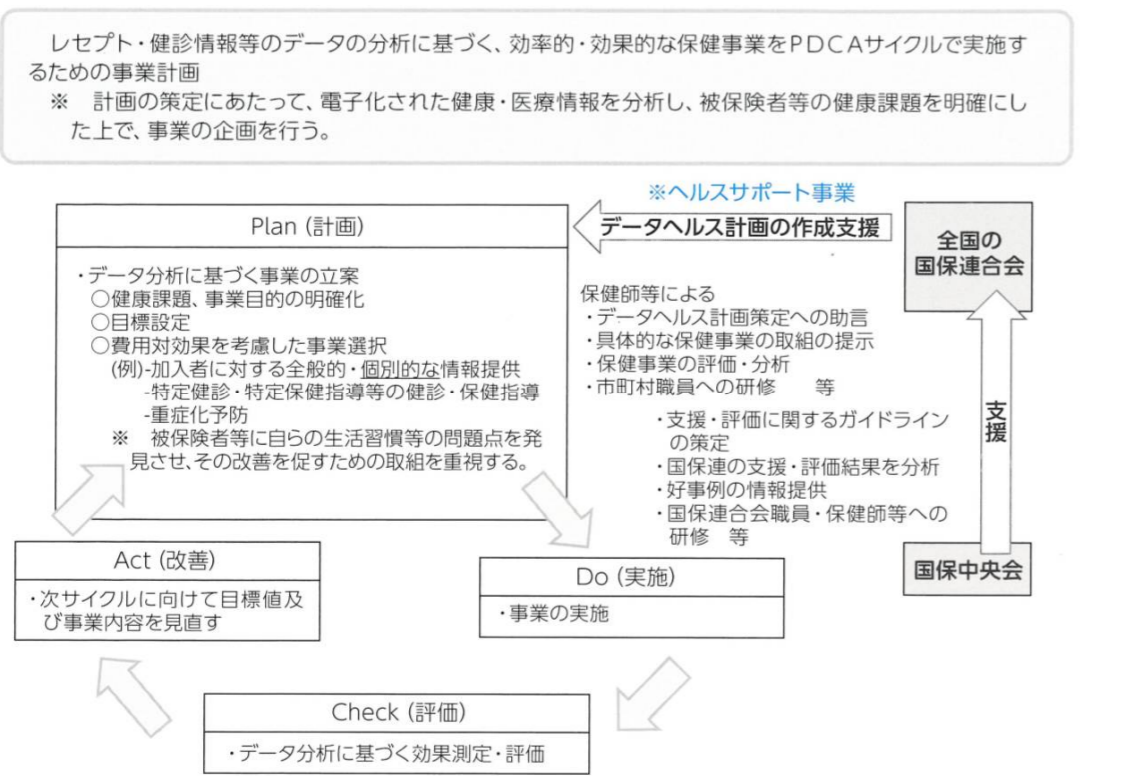 レセプト・健診情報等のデータの分析に基づく、効率的・効果的な保健事業をPDCAサイクルで実施す
るための事業計画
※　計画の策定にあたって、電子化された健康・医療情報を分析し、被保険者等の健康課題を明確にし
た上で、事業の企画を行う。
※ヘルスサポート事業
データヘルス計画の作成支援
全国の
国保連合会
Plan (計画)
・データ分析に基づく事業の立案
○健康課題、事業目的の明確化
○目標設定
○費用対効果を考慮した事業選択
(例)-加入者に対する全般的・個別的な情報提供
-特定健診・特定保健指導等の健診・保健指導
-重症化予防
※　被保険者等に自らの生活習慣等の問題点を発
見させ、その改善を促すための取組を重視する。
保健師等による
・データヘルス計画策定への助言
・具体的な保健事業の取組の提示
・保健事業の評価・分析
・市町村職員への研修　　等
・支援・評価に関するガイドライン
の策定
・国保連の支援・評価結果を分析
・好事例の情報提供
・国保連合会職員・保健師等への
研修　等
支援
国保中央会
Act (改善)
・次サイクルに向けて目標値及
び事業内容を見直す
Do (実施)
・事業の実施
Check (評価)
・データ分析に基づく効果測定・評価